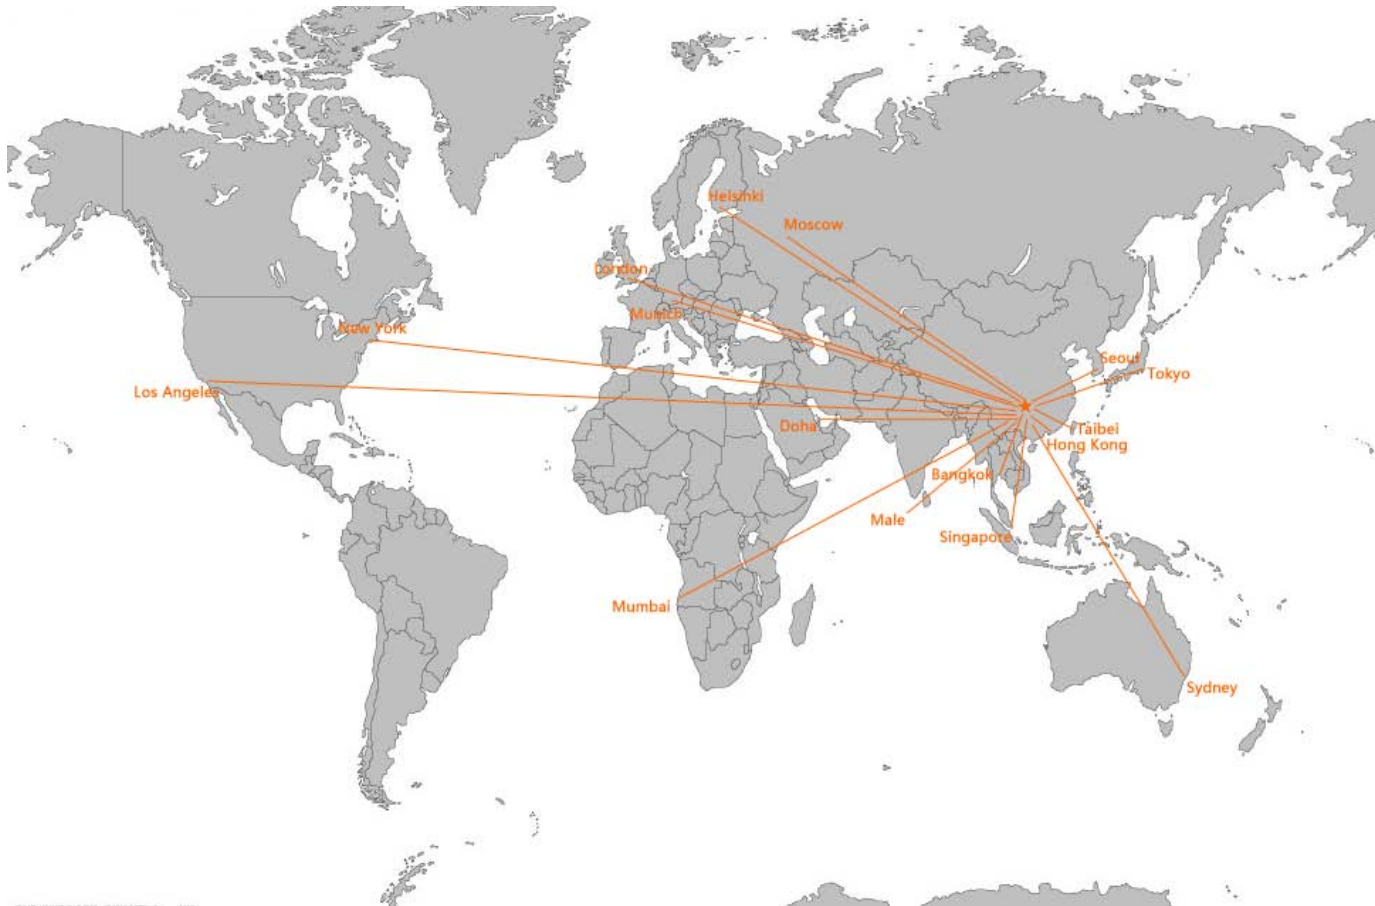 Helsinki
Moscow
London
Munich
New York
Seoul
Tokyo
Los Angeles
Doha
Taibei
Hong Kong
Bangkok
Male
Singapore
Mumbai
Sydney